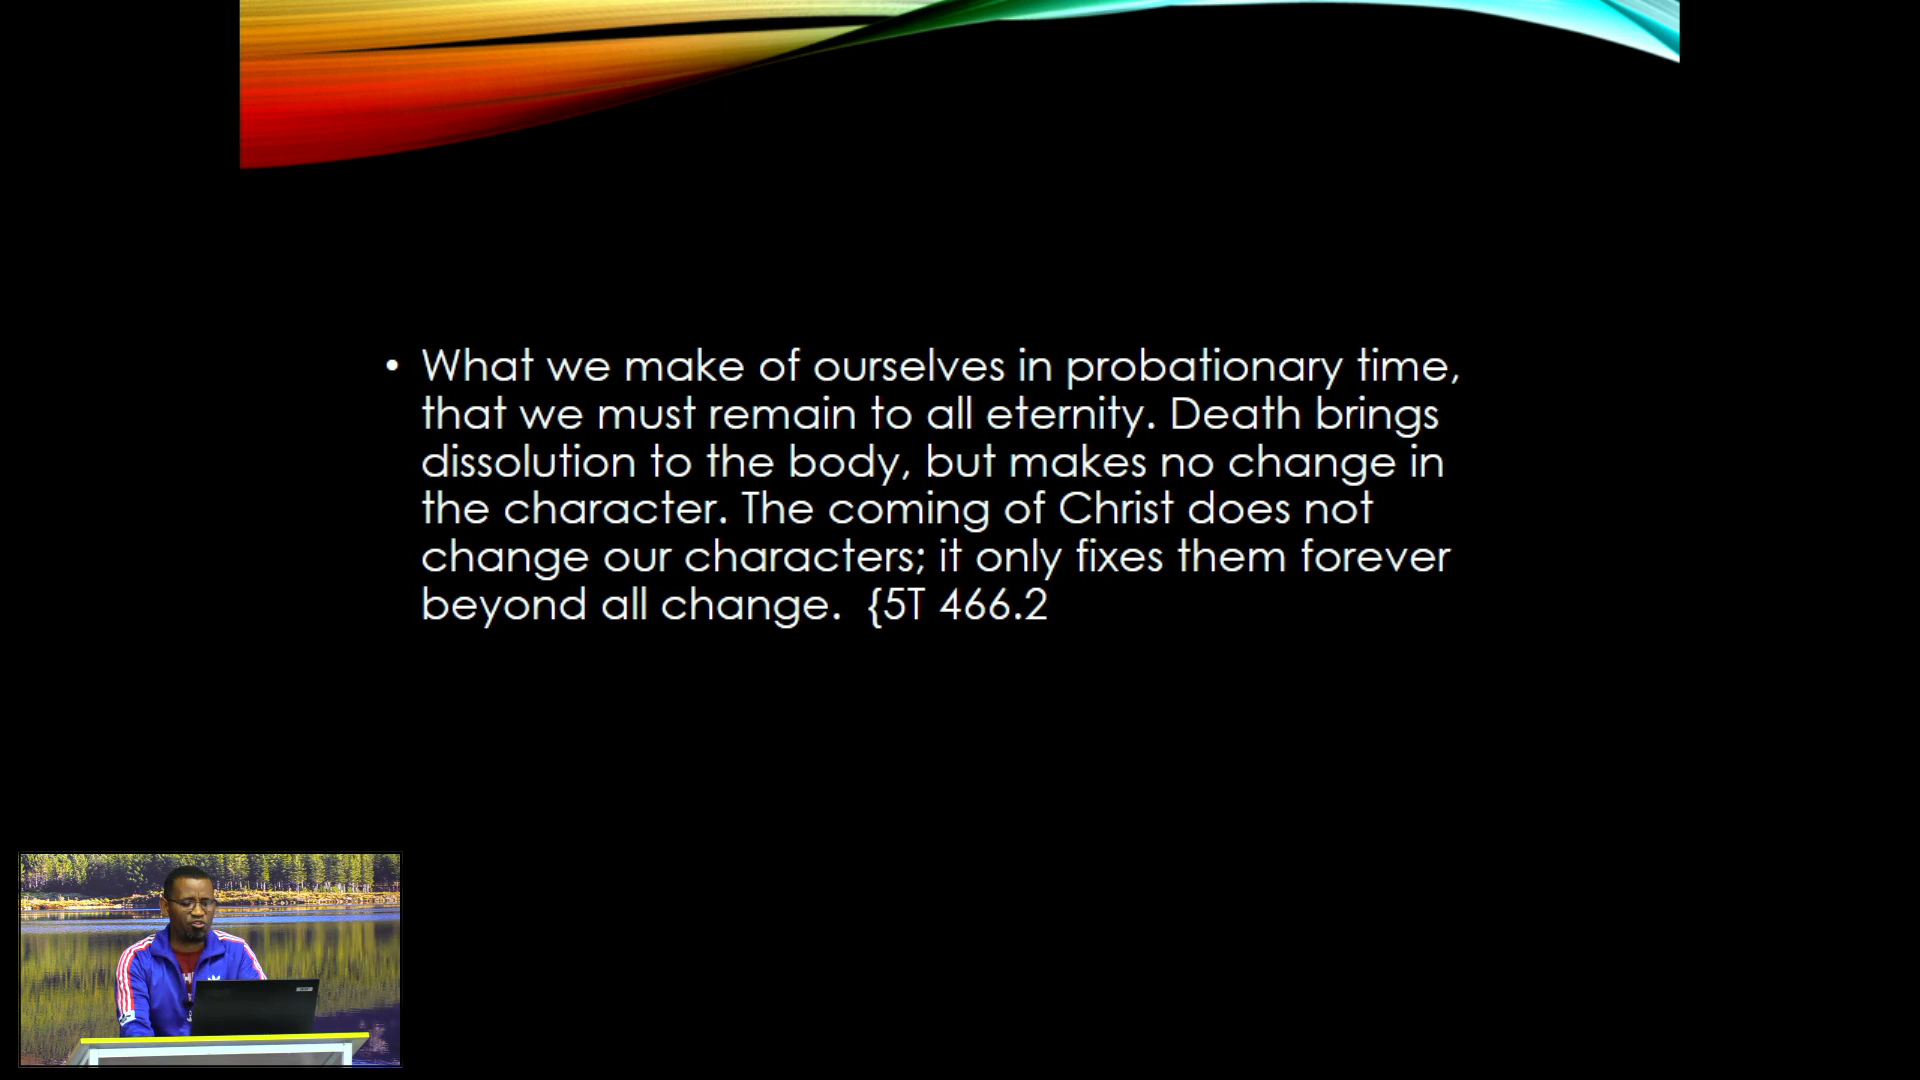 • What we make of ourselves in probationary time,
that we must remain to all eternity. Death brings
dissolution to the body, but makes no change in
the character. The coming of Christ does not
change our characters; it only fixes them forever
beyond all change.  {5T 466.2